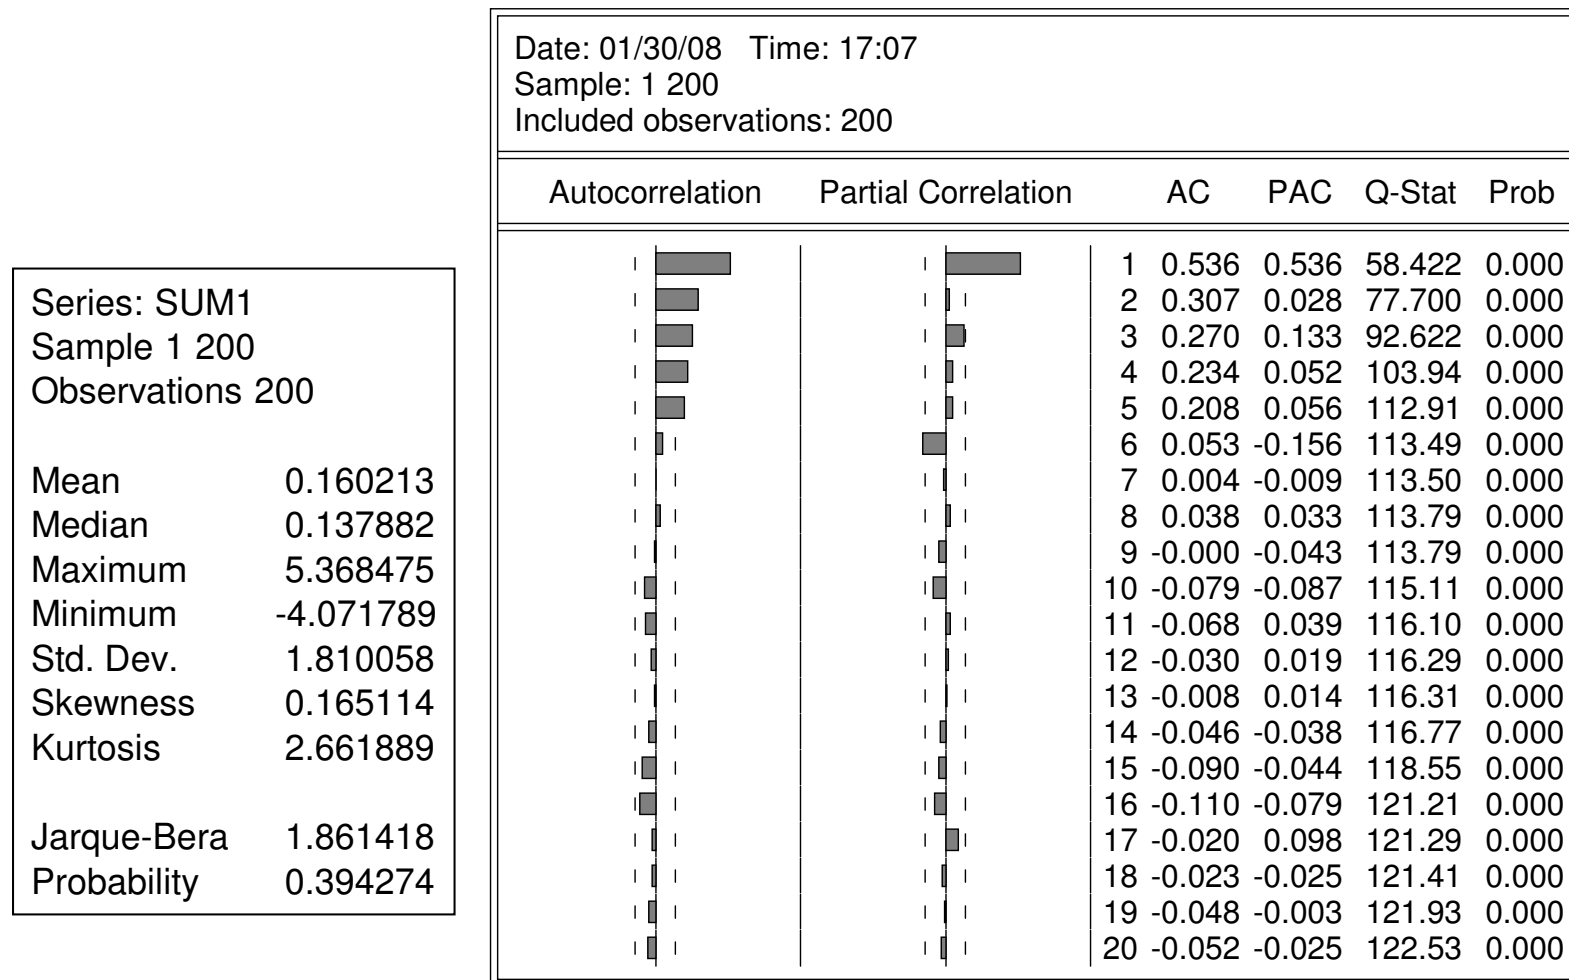 Series: SUM1
Sample 1 200
Observations 200
Mean 0.160213
Median 0.137882
Maximum 5.368475
Minimum -4.071789
Std. Dev. 1.810058
Skewness 0.165114
Kurtosis 2.661889
Jarque-Bera 1.861418
Probability 0.394274
Date: 01/30/08 Time: 17:07
Sample: 1 200
Included observations: 200
Autocorrelation Partial Correlation AC PAC Q-Stat Prob
1 0.536 0.536 58.422 0.000
2 0.307 0.028 77.700 0.000
3 0.270 0.133 92.622 0.000
4 0.234 0.052 103.94 0.000
5 0.208 0.056 112.91 0.000
6 0.053 -0.156 113.49 0.000
7 0.004 -0.009 113.50 0.000
8 0.038 0.033 113.79 0.000
9 -0.000 -0.043 113.79 0.000
10 -0.079 -0.087 115.11 0.000
11 -0.068 0.039 116.10 0.000
12 -0.030 0.019 116.29 0.000
13 -0.008 0.014 116.31 0.000
14 -0.046 -0.038 116.77 0.000
15 -0.090 -0.044 118.55 0.000
16 -0.110 -0.079 121.21 0.000
17 -0.020 0.098 121.29 0.000
18 -0.023 -0.025 121.41 0.000
19 -0.048 -0.003 121.93 0.000
20 -0.052 -0.025 122.53 0.000